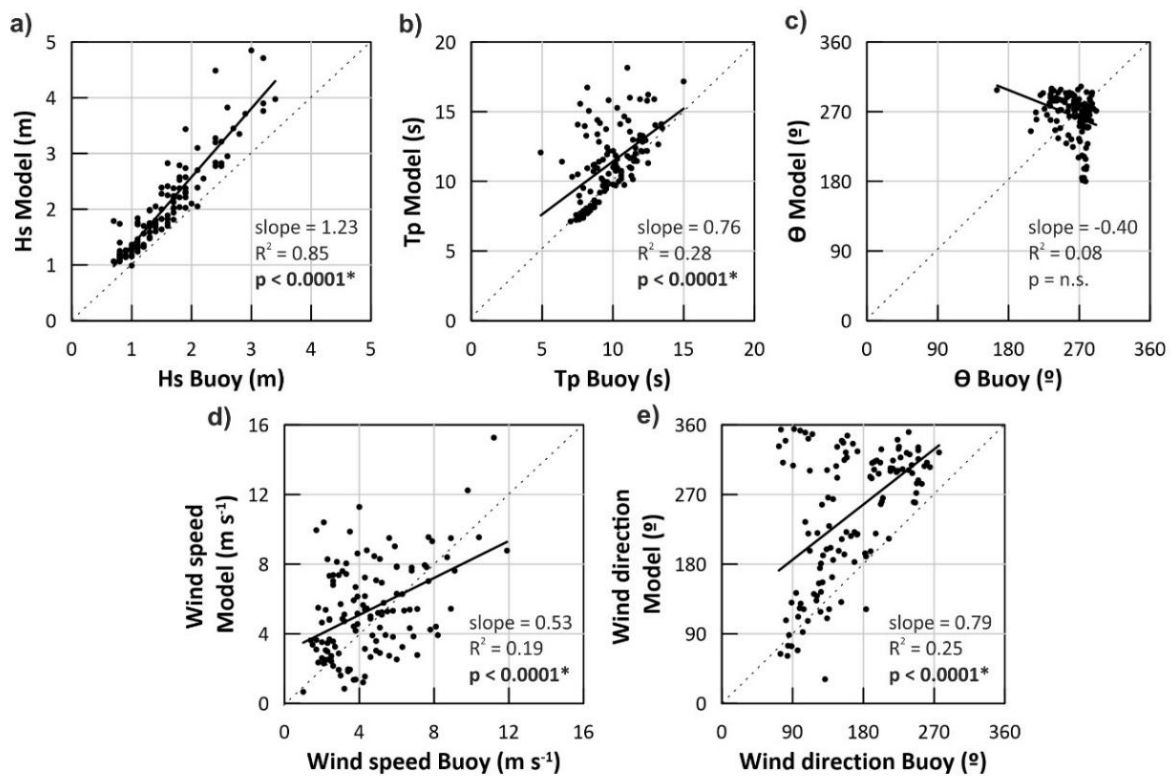 a)
5
4
3
2
1
0
0 1 2 3 4 5
Hs Model (m)
Hs Buoy (m)
slope = 1.23
R² = 0.85
p < 0.0001*
b)
20
15
10
5
0
0 5 10 15 20
Tp Model (s)
Tp Buoy (s)
slope = 0.76
R² = 0.28
p < 0.0001*
c)
360
270
180
90
0
0 90 180 270 360
Θ Model (º)
Θ Buoy (º)
slope = -0.40
R² = 0.08
p = n.s.
d)
16
12
8
4
0
0 4 8 12 16
Wind speed
Model (m s⁻¹)
Wind speed Buoy (m s⁻¹)
slope = 0.53
R² = 0.19
p < 0.0001*
e)
360
270
180
90
0
0 90 180 270 360
Wind direction
Model (º)
Wind direction Buoy (º)
slope = 0.79
R² = 0.25
p < 0.0001*